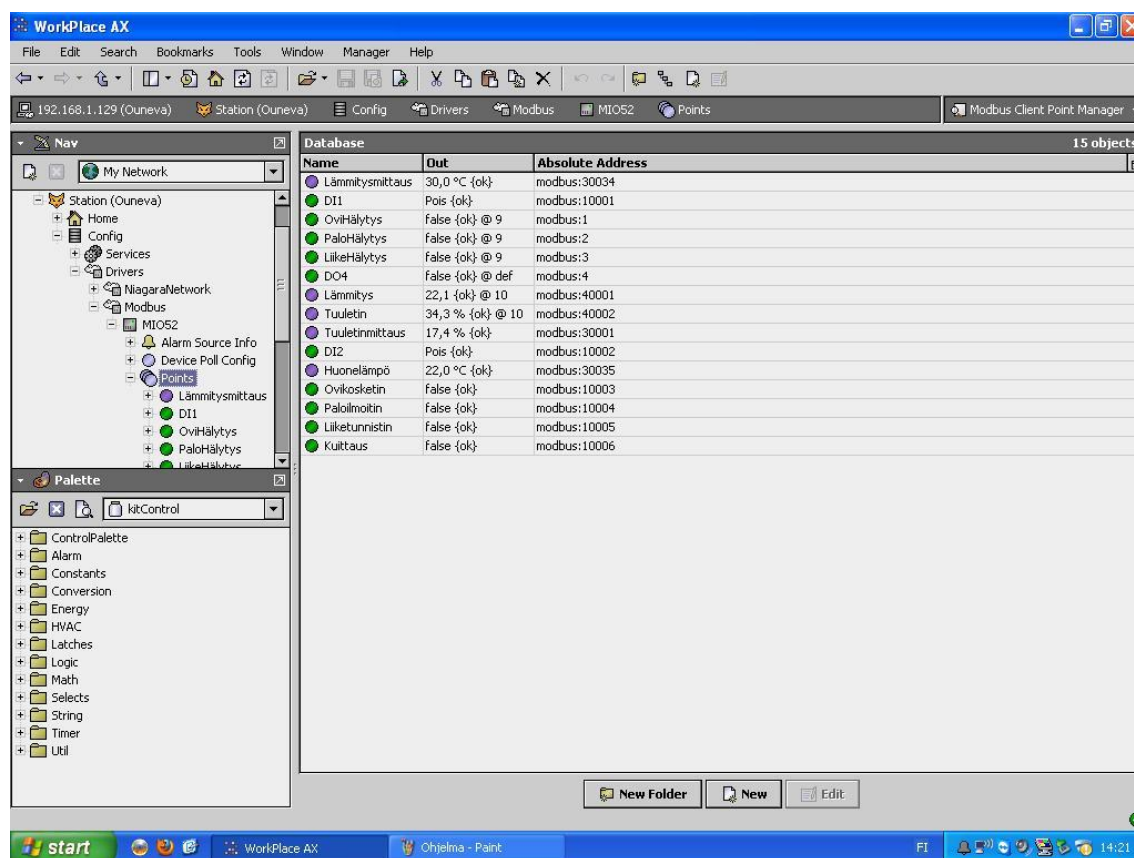 WorkPlace AX
File Edit Search Bookmarks Tools Window Manager Help
192.168.1.129 (Ouneva) Station (Ouneva) Config Drivers Modbus MIO52 Points Modbus Client Point Manager
Nav
My Network
Station (Ouneva)
Home
Config
Services
Drivers
NiagaraNetwork
Modbus
MIO52
Alarm Source Info
Device Poll Config
Points
Lämmitysmittaus
DI1
OviHälytys
PaloHälytys
LiikeHälytys
Palette
kitControl
ControlPalette
Alarm
Constants
Conversion
Energy
HVAC
Latches
Logic
Math
Selects
String
Timer
Util
Database 15 objects
Name Out Absolute Address
Lämmitysmittaus 30,0 °C {ok} modbus:30034
DI1 Pois {ok} modbus:10001
OviHälytys false {ok} @ 9 modbus:1
PaloHälytys false {ok} @ 9 modbus:2
LiikeHälytys false {ok} @ 9 modbus:3
DO4 false {ok} @ def modbus:4
Lämmitys 22,1 {ok} @ 10 modbus:40001
Tuuletin 34,3 % {ok} @ 10 modbus:40002
Tuuletinmittaus 17,4 % {ok} modbus:30001
DI2 Pois {ok} modbus:10002
Huonelämpö 22,0 °C {ok} modbus:30035
Ovikosketin false {ok} modbus:10003
Paloilmoitin false {ok} modbus:10004
Liiketunnistin false {ok} modbus:10005
Kuittaus false {ok} modbus:10006
New Folder New Edit
start WorkPlace AX Ohjelma - Paint FI 14:21